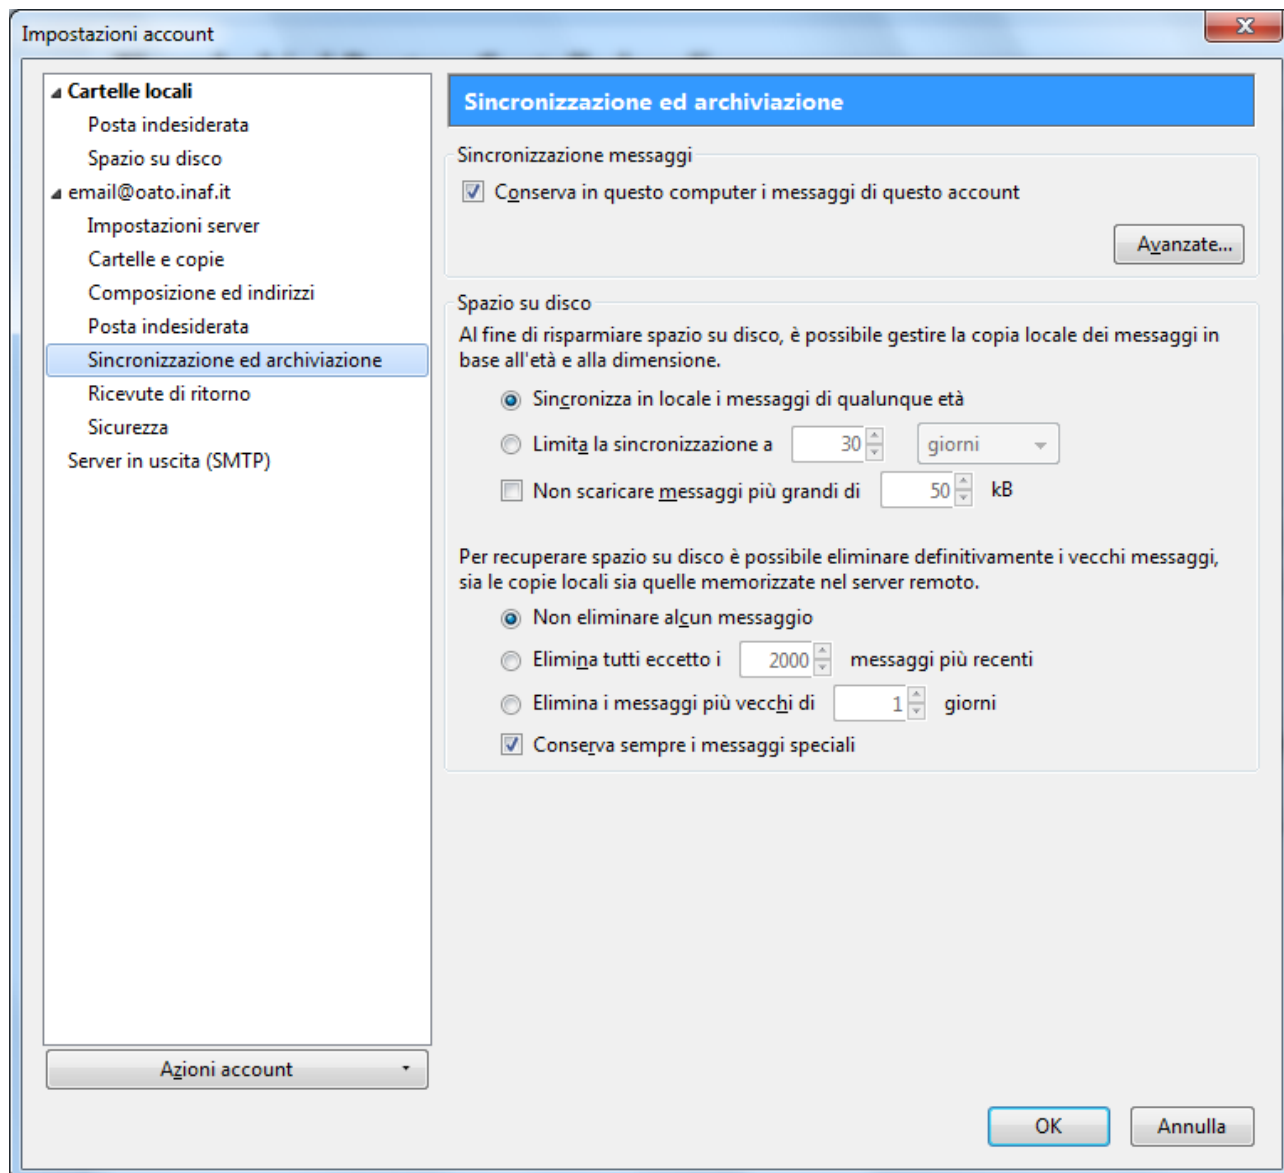 Impostazioni account
Cartelle locali
Posta indesiderata
Spazio su disco
email@oato.inaf.it
Impostazioni server
Cartelle e copie
Composizione ed indirizzi
Posta indesiderata
Sincronizzazione ed archiviazione
Ricevute di ritorno
Sicurezza
Server in uscita (SMTP)
Azioni account
Sincronizzazione ed archiviazione
Sincronizzazione messaggi
Conserva in questo computer i messaggi di questo account
Avanzate...
Spazio su disco
Al fine di risparmiare spazio su disco, è possibile gestire la copia locale dei messaggi in
base all'età e alla dimensione.
Sincronizza in locale i messaggi di qualunque età
Limita la sincronizzazione a 30 giorni
Non scaricare messaggi più grandi di 50 kB
Per recuperare spazio su disco è possibile eliminare definitivamente i vecchi messaggi,
sia le copie locali sia quelle memorizzate nel server remoto.
Non eliminare alcun messaggio
Elimina tutti eccetto i 2000 messaggi più recenti
Elimina i messaggi più vecchi di 1 giorni
Conserva sempre i messaggi speciali
OK Annulla